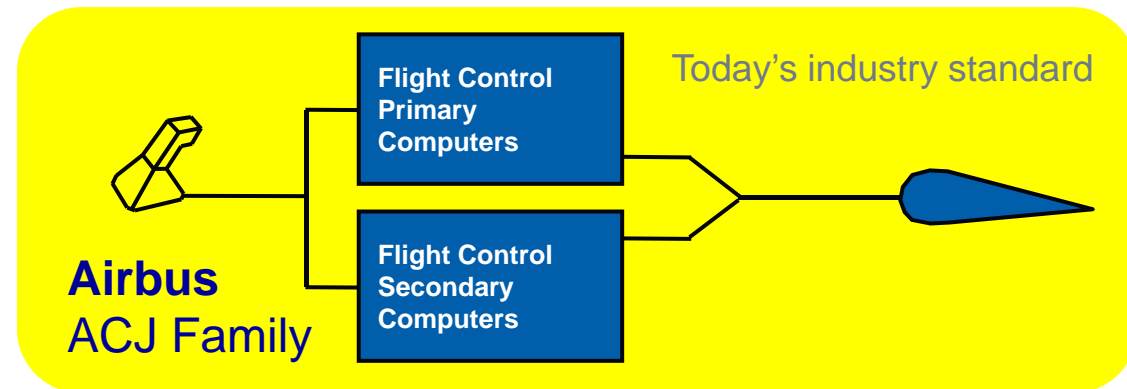 Flight Control
Primary
Computers
Today's industry standard
Flight Control
Secondary
Computers
Airbus
ACJ Family